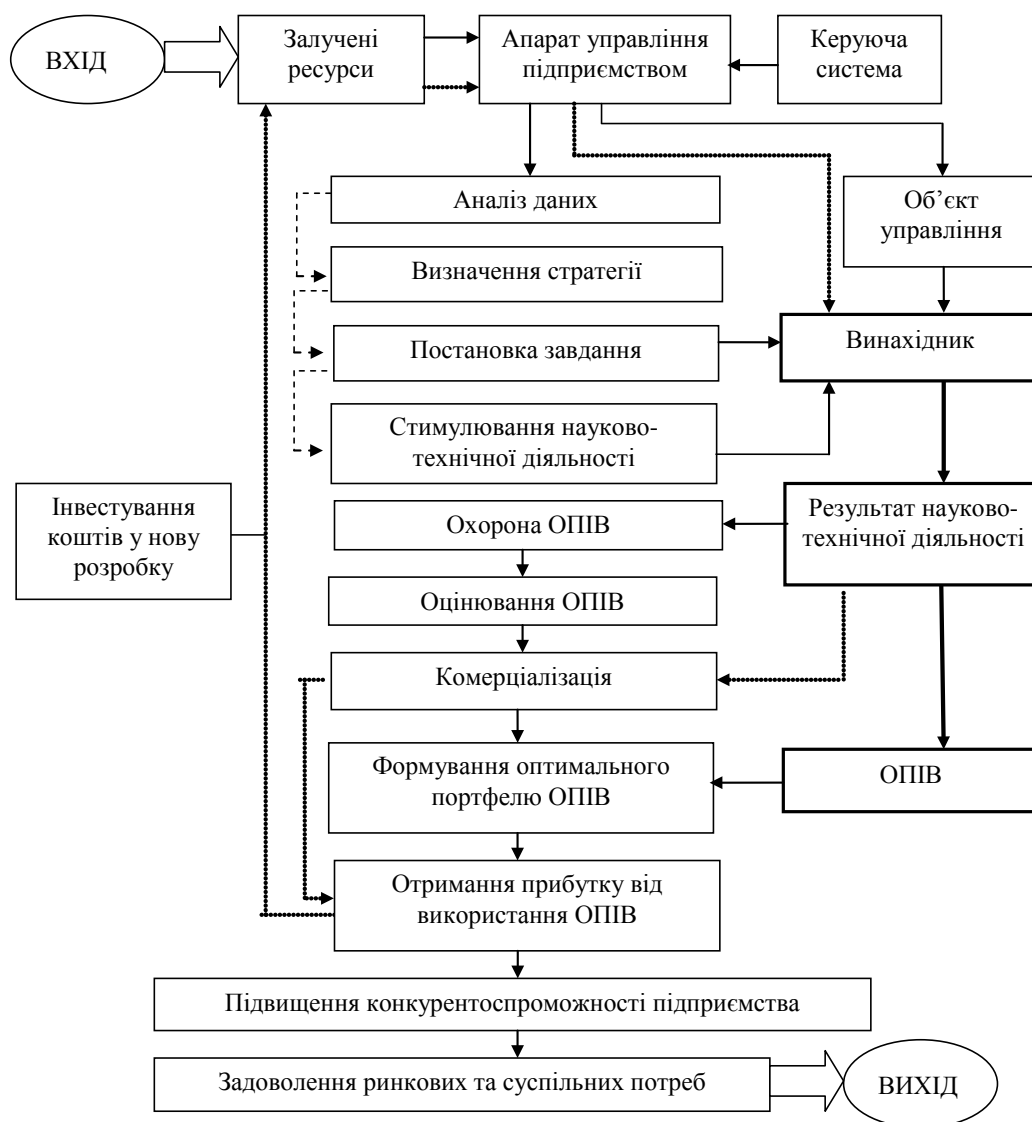 ВХІД
Залучені
ресурси
Апарат управління
підприємством
Керуюча
система
Аналіз даних
Об’єкт
управління
Визначення стратегії
Постановка завдання
Винахідник
Стимулювання науково-
технічної діяльності
Інвестування
коштів у нову
розробку
Охорона ОПІВ
Результат науково-
технічної діяльності
Оцінювання ОПІВ
Комерціалізація
Формування оптимального
портфелю ОПІВ
ОПІВ
Отримання прибутку від
використання ОПІВ
Підвищення конкурентоспроможності підприємства
Задоволення ринкових та суспільних потреб
ВИХІД